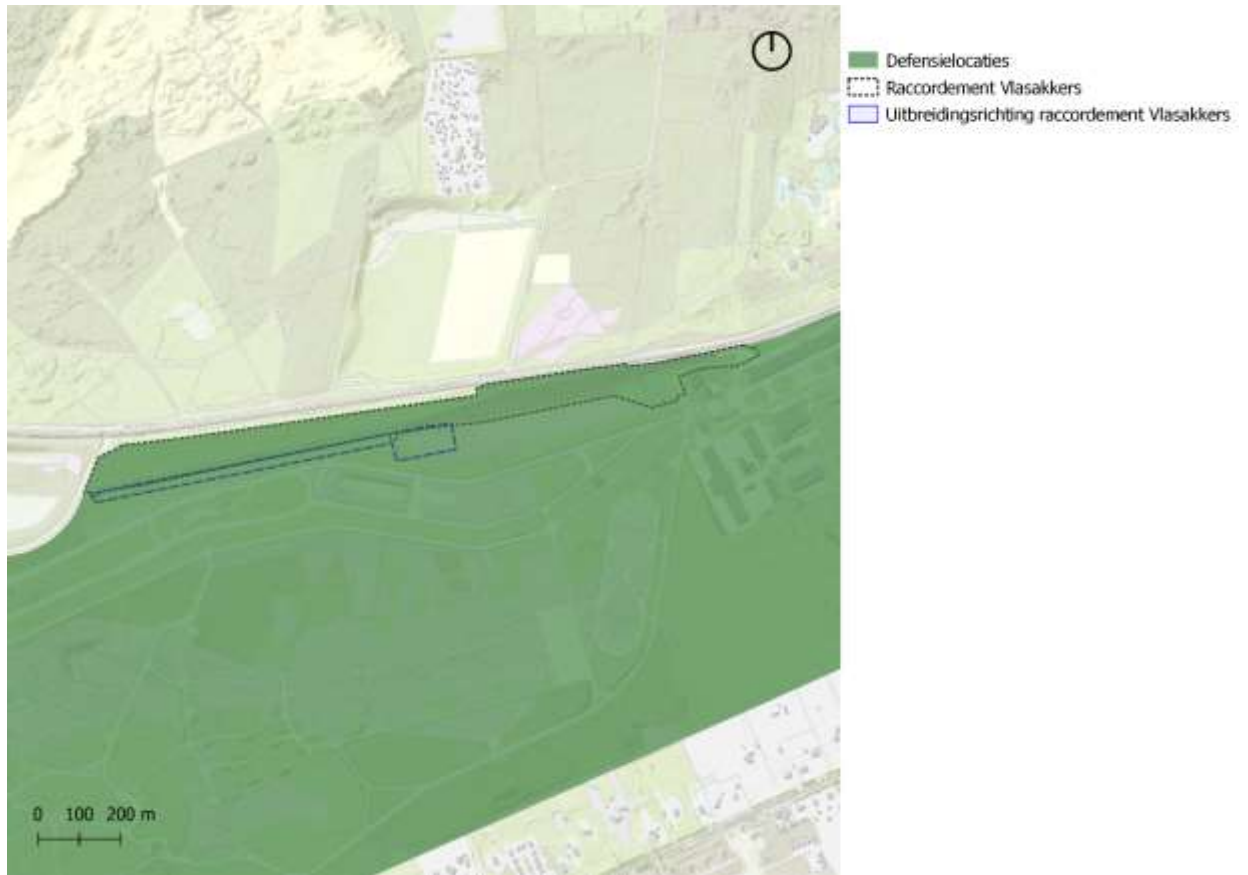 Defensielocaties
Raccordement Vlasakkers
Uitbreidingsrichting raccordement Vlasakkers
0 100 200 m